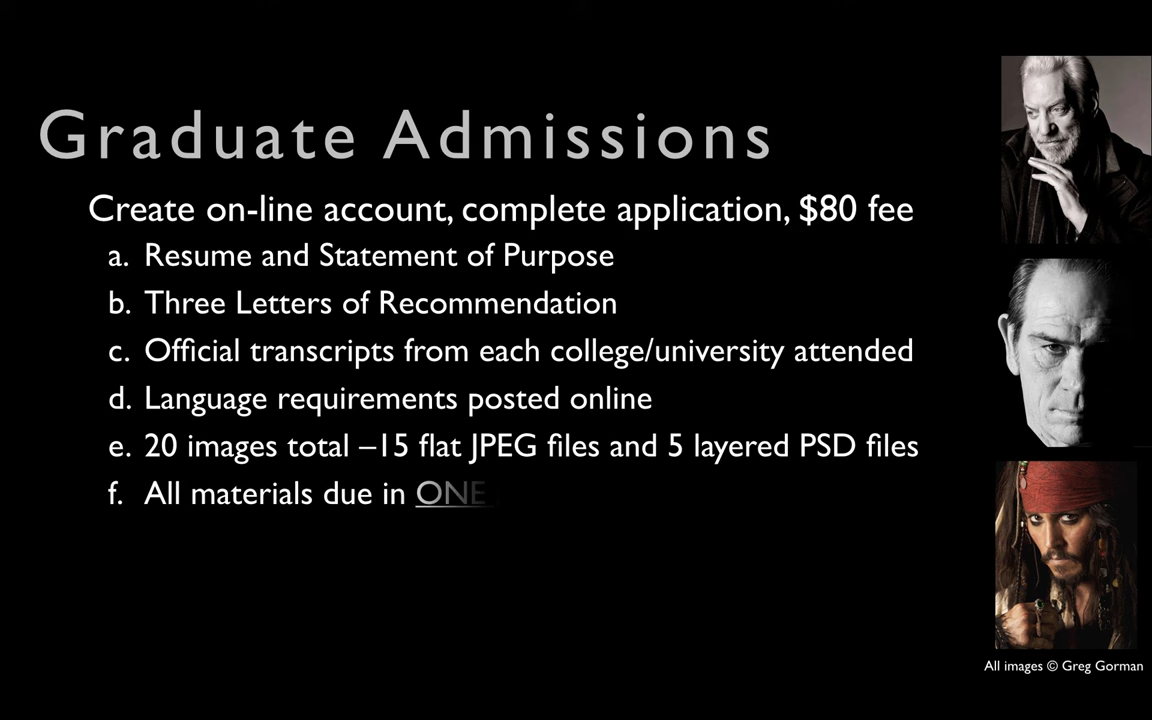 Graduate Admissions
Create on-line account, complete application, $80 fee
a. Resume and Statement of Purpose
b. Three Letters of Recommendation
c. Official transcripts from each college/university attended
d. Language requirements posted online
e. 20 images total –15 flat JPEG files and 5 layered PSD files
f. All materials due in ONE
All images © Greg Gorman